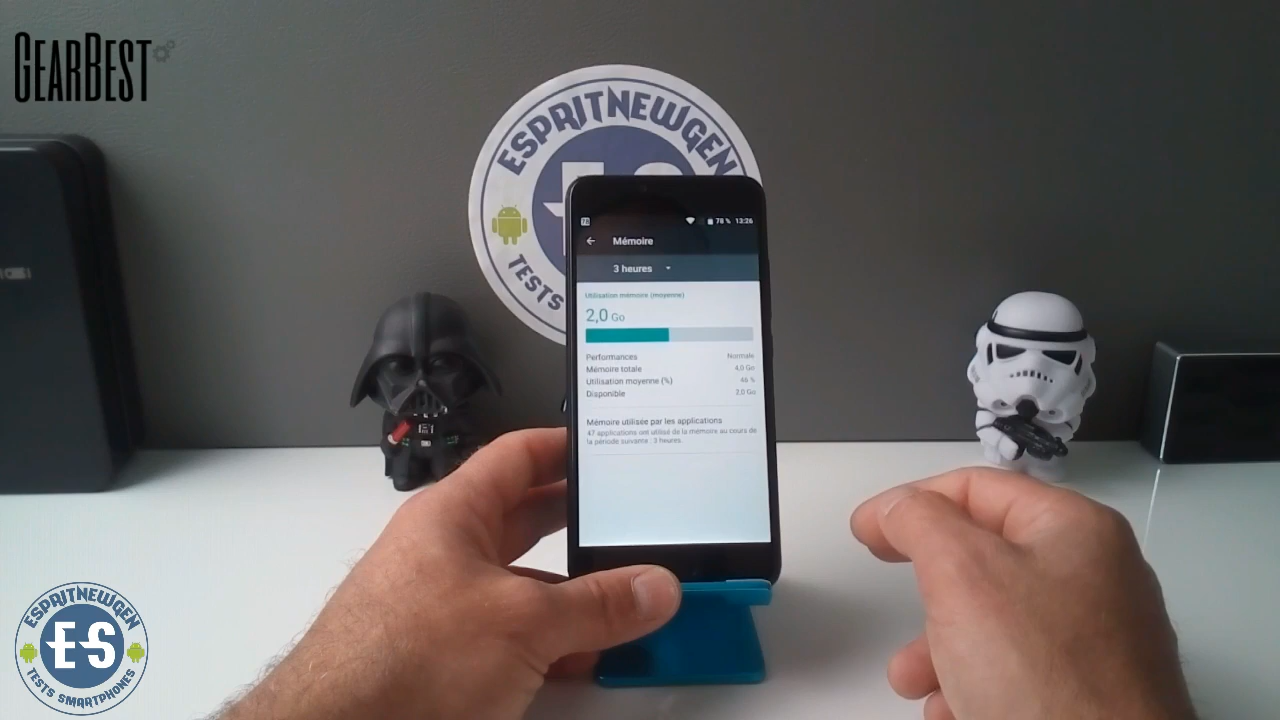 GEARBEST
ESPRITNEWGEN
TESTS
78 % 13:26
Mémoire
3 heures
Utilisation mémoire (moyenne)
2,0 Go
Performances Normale
Mémoire totale 4,0 Go
Utilisation moyenne (%) 46 %
Disponible 2,0 Go
Mémoire utilisée par les applications
47 applications ont utilisé de la mémoire au cours de
la période suivante : 3 heures.
ESPRITNEWGEN
E-S
TESTS SMARTPHONES